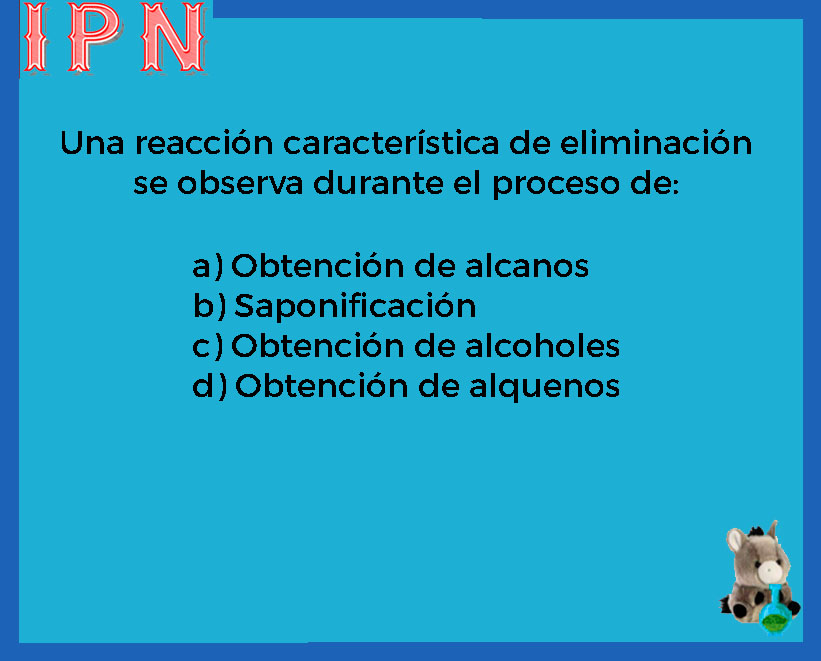 IPN
Una reacción característica de eliminación
se observa durante el proceso de:
a) Obtención de alcanos
b) Saponificación
c) Obtención de alcoholes
d) Obtención de alquenos